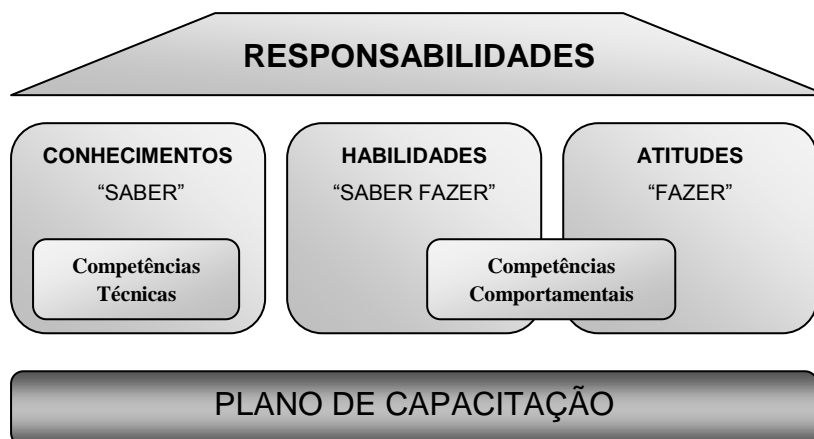 RESPONSABILIDADES
CONHECIMENTOS
“SABER”
Competências
Técnicas
HABILIDADES
“SABER FAZER”
ATITUDES
“FAZER”
Competências
Comportamentais
PLANO DE CAPACITAÇÃO